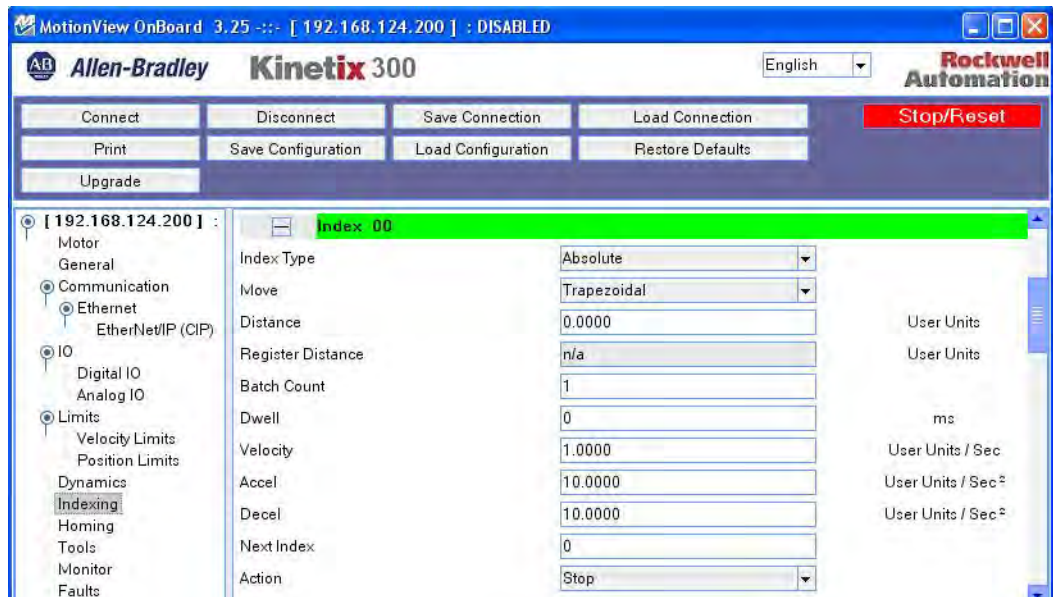 MotionView OnBoard 3.25 -::- [ 192.168.124.200 ] : DISABLED
AB Allen-Bradley Kinetix 300 English Rockwell Automation
Connect Disconnect Save Connection Load Connection Stop/Reset
Print Save Configuration Load Configuration Restore Defaults
Upgrade
[ 192.168.124.200 ] :
Motor
General
Communication
Ethernet
EtherNet/IP (CIP)
IO
Digital IO
Analog IO
Limits
Velocity Limits
Position Limits
Dynamics
Indexing
Homing
Tools
Monitor
Faults
Index 00
Index Type Absolute
Move Trapezoidal
Distance 0.0000 User Units
Register Distance n/a User Units
Batch Count 1
Dwell 0 ms
Velocity 1.0000 User Units / Sec
Accel 10.0000 User Units / Sec²
Decel 10.0000 User Units / Sec²
Next Index 0
Action Stop